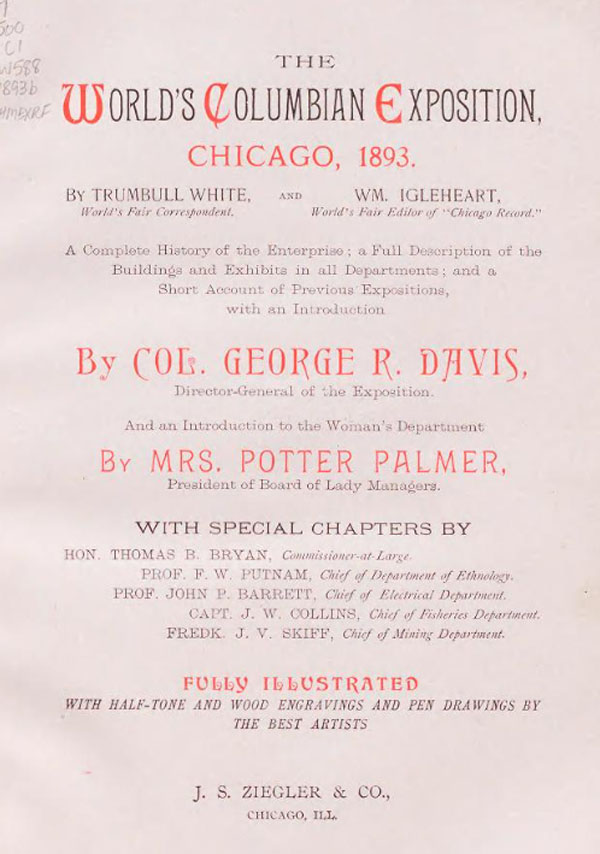 500
THE
WORLD'S COLUMBIAN EXPOSITION,
CHICAGO, 1893.
BY TRUMBULL WHITE, AND WM. IGLEHEART,
World's Fair Correspondent. World's Fair Editor of "Chicago Record."
A Complete History of the Enterprise; a Full Description of the
Buildings and Exhibits in all Departments; and a
Short Account of Previous Expositions,
with an Introduction
By COL. GEORGE R. DAVIS,
Director-General of the Exposition.
And an Introduction to the Woman's Department
BY MRS. POTTER PALMER,
President of Board of Lady Managers.
WITH SPECIAL CHAPTERS BY
HON. THOMAS B. BRYAN, Commissioner-at-Large.
PROF. F. W. PUTNAM, Chief of Department of Ethnology.
PROF. JOHN P. BARRETT, Chief of Electrical Department.
CAPT. J. W. COLLINS, Chief of Fisheries Department.
FREDK. J. V. SKIFF, Chief of Mining Department.
FULLY ILLUSTRATED
WITH HALF-TONE AND WOOD ENGRAVINGS AND PEN DRAWINGS BY
THE BEST ARTISTS
J. S. ZIEGLER & CO.,
CHICAGO, ILL.